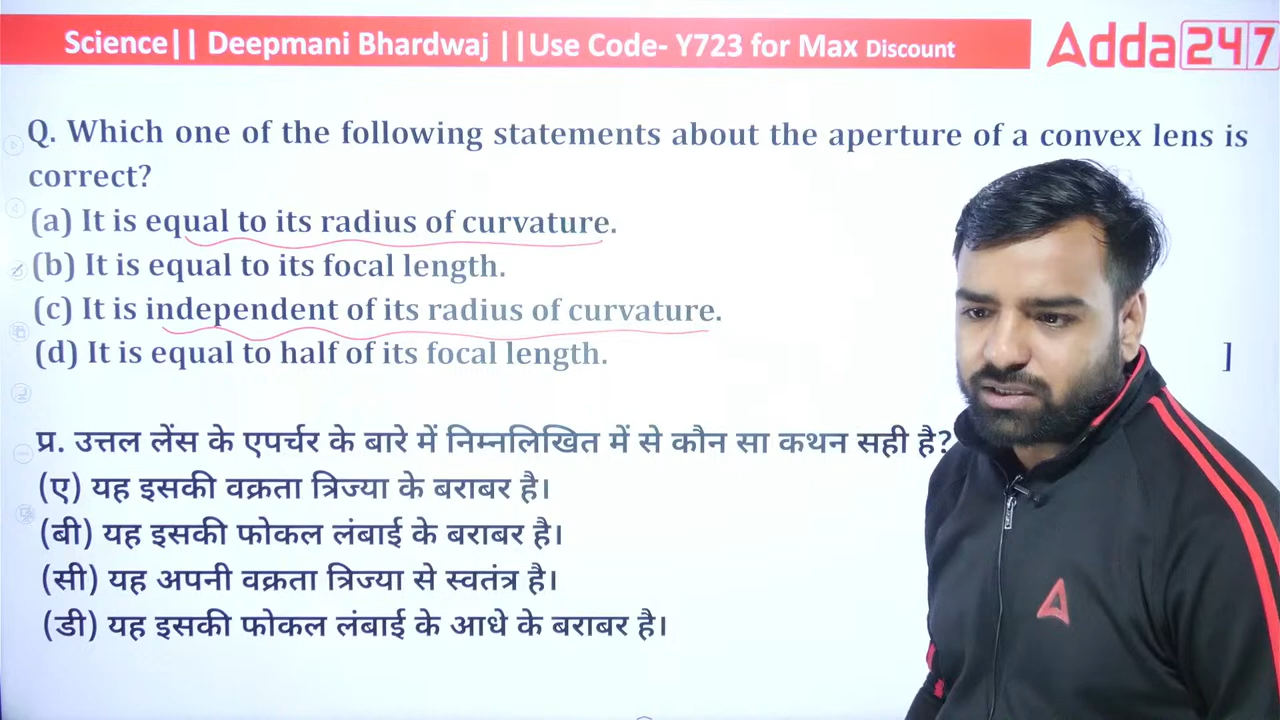 Science|| Deepmani Bhardwaj ||Use Code- Y723 for Max Discount
Adda247
Q. Which one of the following statements about the aperture of a convex lens is
correct?
(a) It is equal to its radius of curvature.
(b) It is equal to its focal length.
(c) It is independent of its radius of curvature.
(d) It is equal to half of its focal length.
]
प्र. उत्तल लेंस के एपर्चर के बारे में निम्नलिखित में से कौन सा कथन सही है?
(ए) यह इसकी वक्रता त्रिज्या के बराबर है।
(बी) यह इसकी फोकल लंबाई के बराबर है।
(सी) यह अपनी वक्रता त्रिज्या से स्वतंत्र है।
(डी) यह इसकी फोकल लंबाई के आधे के बराबर है।